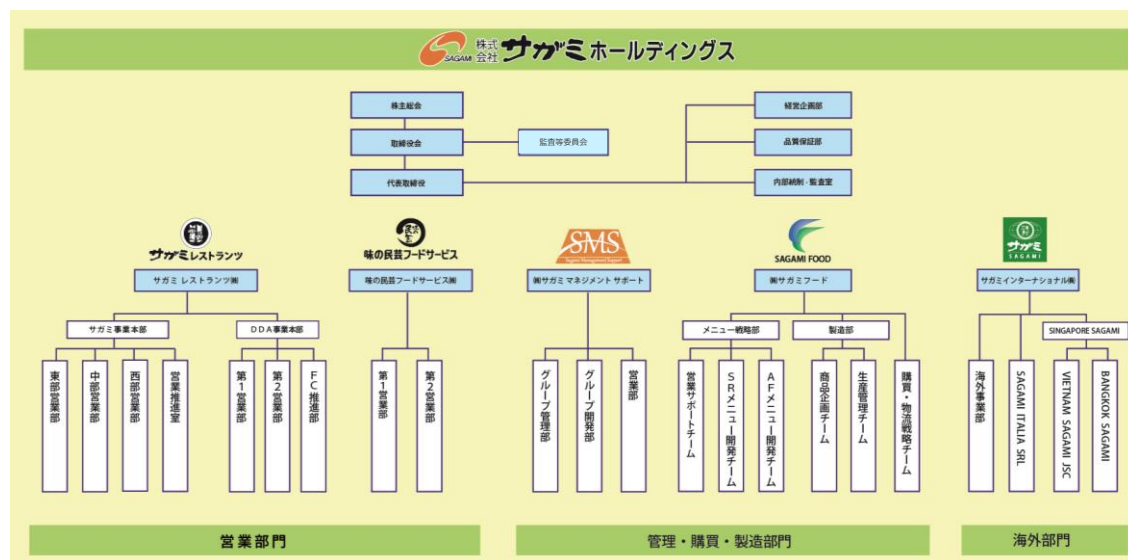 SAGAMI 株式会社 サガミホールディングス
株主総会
経営企画部
取締役会
監査等委員会
品質保証部
代表取締役
内部統制・監査室
サガミレストランツ
味の民芸フードサービス
SMS
Sagami Management Support
SAGAMI FOOD
サガミ
SAGAMI
サガミ レストランツ㈱
味の民芸フードサービス㈱
㈱サガミ マネジメント サポート
㈱サガミフード
サガミインターナショナル㈱
サガミ事業本部
DDA事業本部
メニュー戦略部
製造部
SINGAPORE SAGAMI
東部営業部
中部営業部
西部営業部
営業推進室
第1営業部
第2営業部
FC推進部
第1営業部
第2営業部
グループ管理部
グループ開発部
営業部
営業サポートチーム
SRメニュー開発チーム
AFメニュー開発チーム
商品企画チーム
生産管理チーム
購買・物流戦略チーム
海外事業部
SAGAMI ITALIA SRL
VIETNAM SAGAMI JSC
BANGKOK SAGAMI
営業部門
管理・購買・製造部門
海外部門